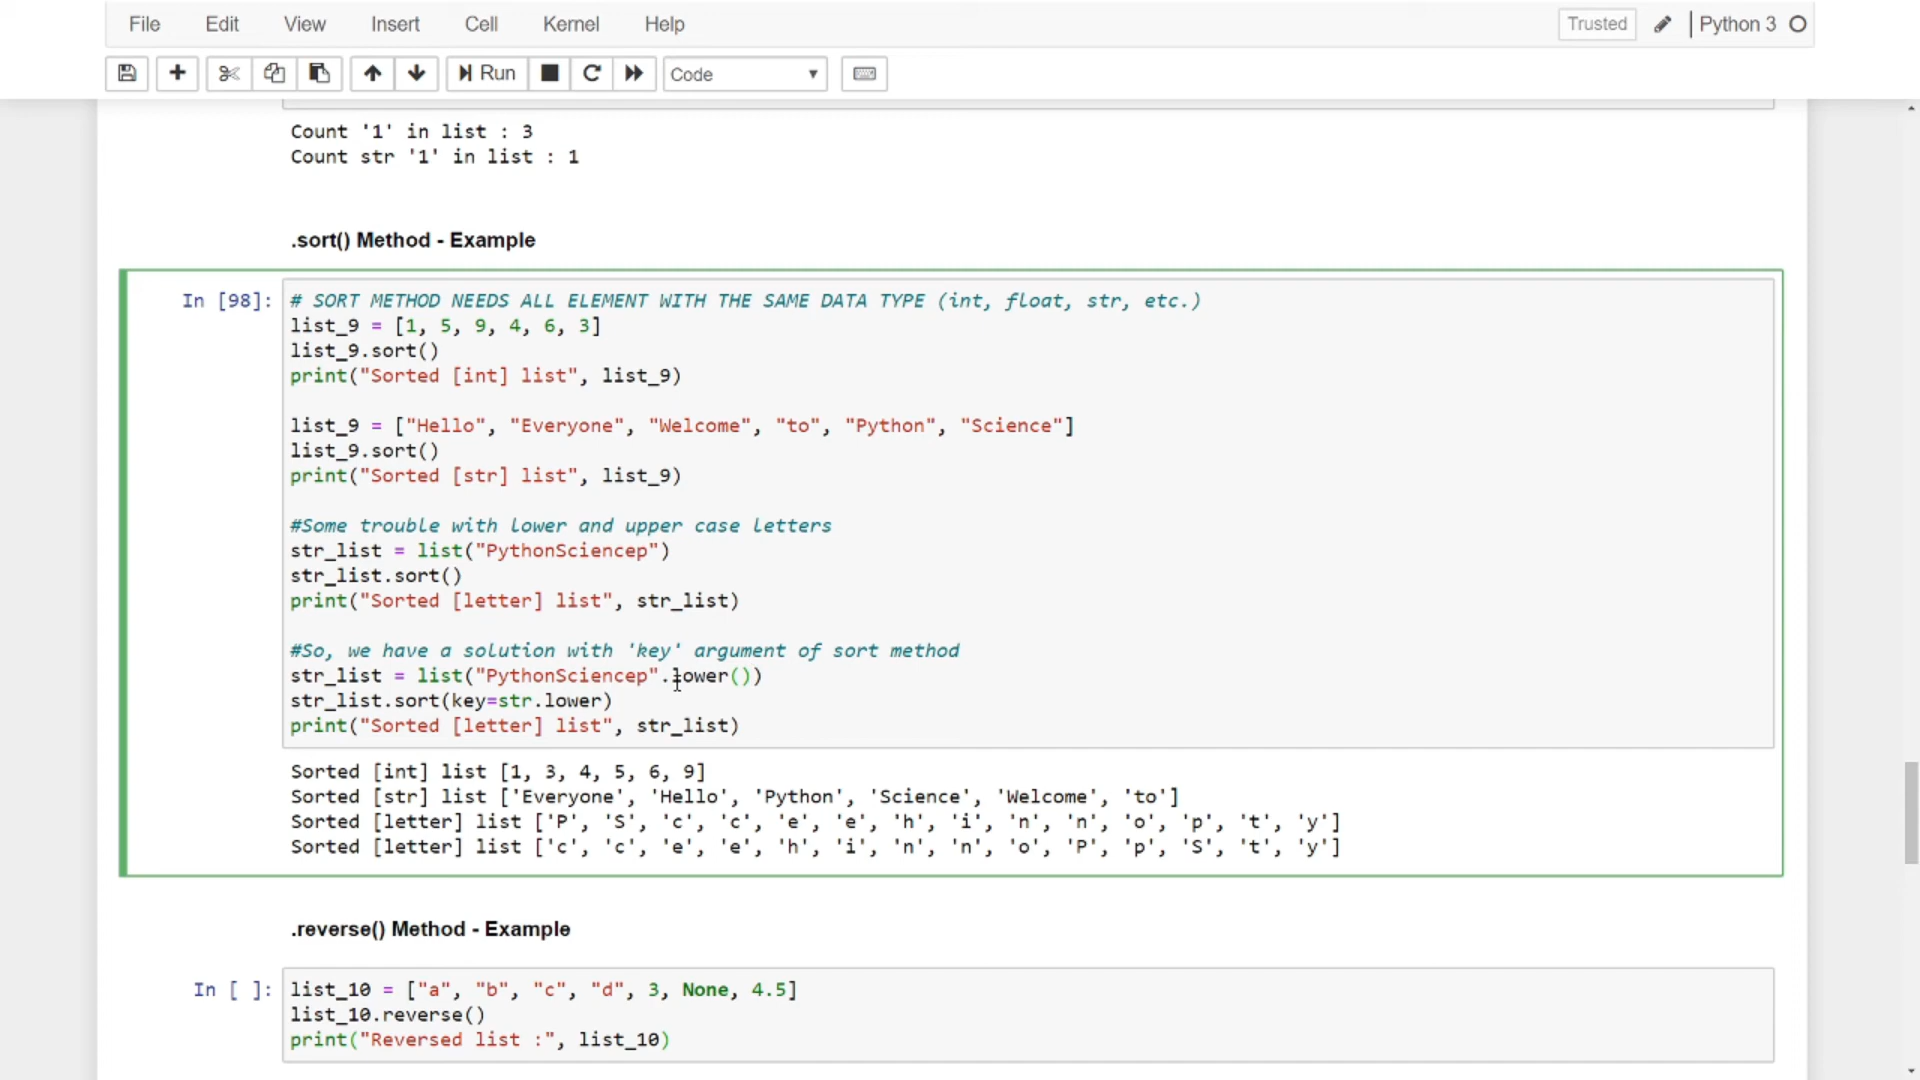 File Edit View Insert Cell Kernel Help Trusted Python 3
Run Code
Count '1' in list : 3
Count str '1' in list : 1
.sort() Method - Example
In [98]: # SORT METHOD NEEDS ALL ELEMENT WITH THE SAME DATA TYPE (int, float, str, etc.)
list_9 = [1, 5, 9, 4, 6, 3]
list_9.sort()
print("Sorted [int] list", list_9)
list_9 = ["Hello", "Everyone", "Welcome", "to", "Python", "Science"]
list_9.sort()
print("Sorted [str] list", list_9)
#Some trouble with lower and upper case letters
str_list = list("PythonSciencep")
str_list.sort()
print("Sorted [letter] list", str_list)
#So, we have a solution with 'key' argument of sort method
str_list = list("PythonSciencep".lower())
str_list.sort(key=str.lower)
print("Sorted [letter] list", str_list)
Sorted [int] list [1, 3, 4, 5, 6, 9]
Sorted [str] list ['Everyone', 'Hello', 'Python', 'Science', 'Welcome', 'to']
Sorted [letter] list ['P', 'S', 'c', 'c', 'e', 'e', 'h', 'i', 'n', 'n', 'o', 'p', 't', 'y']
Sorted [letter] list ['c', 'c', 'e', 'e', 'h', 'i', 'n', 'n', 'o', 'P', 'p', 'S', 't', 'y']
.reverse() Method - Example
In [ ]: list_10 = ["a", "b", "c", "d", 3, None, 4.5]
list_10.reverse()
print("Reversed list :", list_10)